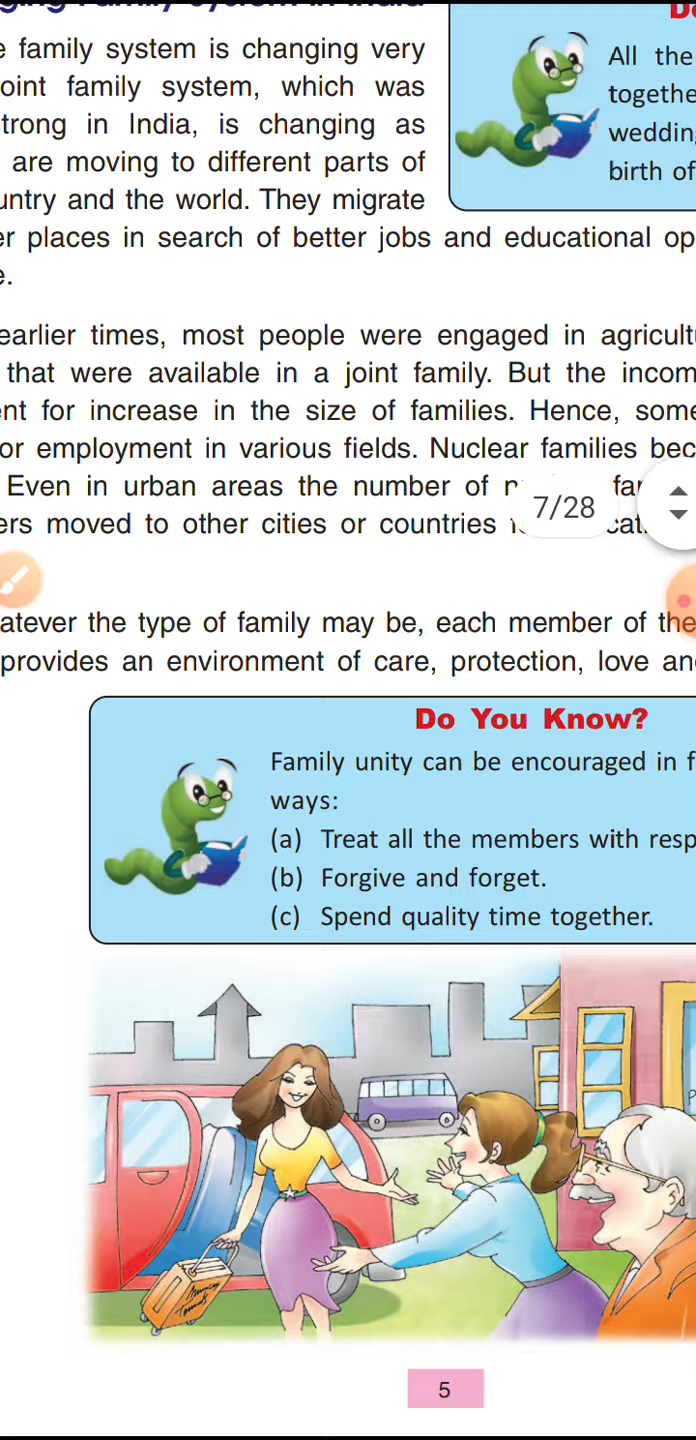 Family System in India
e family system is changing very
oint family system, which was
trong in India, is changing as
are moving to different parts of
untry and the world. They migrate
er places in search of better jobs and educational op
e.
Do
All the
togethe
weddin
birth of
earlier times, most people were engaged in agricult
that were available in a joint family. But the incom
ent for increase in the size of families. Hence, some
or employment in various fields. Nuclear families bec
Even in urban areas the number of fa
ers moved to other cities or countries
7/28
atever the type of family may be, each member of the
provides an environment of care, protection, love an
Do You Know?
Family unity can be encouraged in f
ways:
(a) Treat all the members with resp
(b) Forgive and forget.
(c) Spend quality time together.
P
5